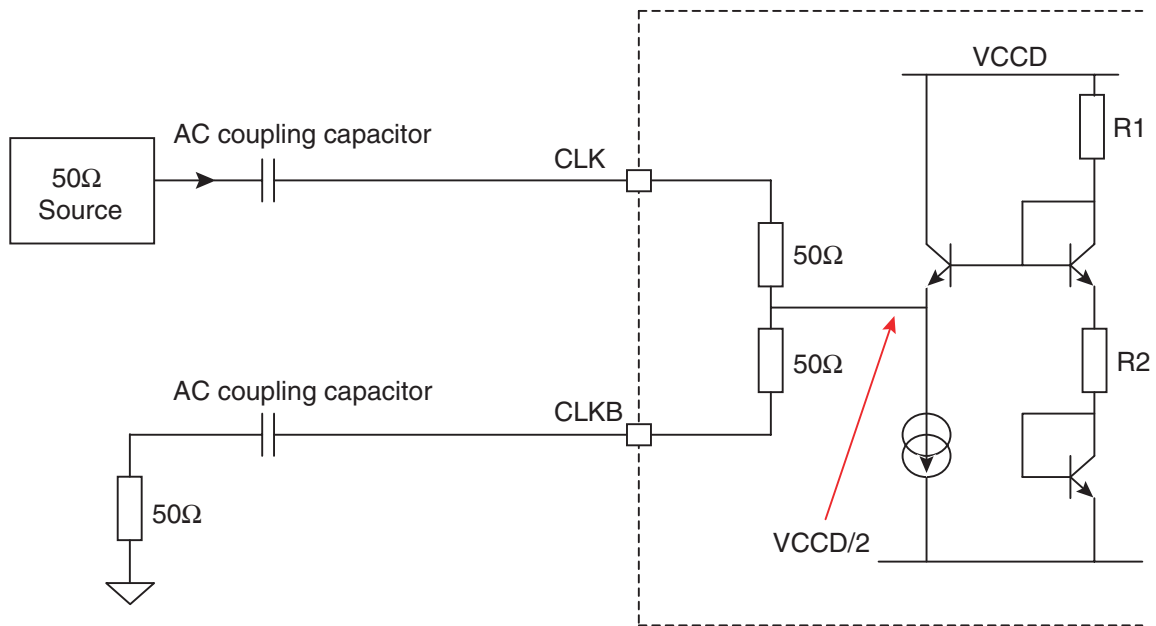 VCCD
R1
AC coupling capacitor
CLK
50Ω
Source
50Ω
50Ω
R2
AC coupling capacitor
CLKB
50Ω
VCCD/2